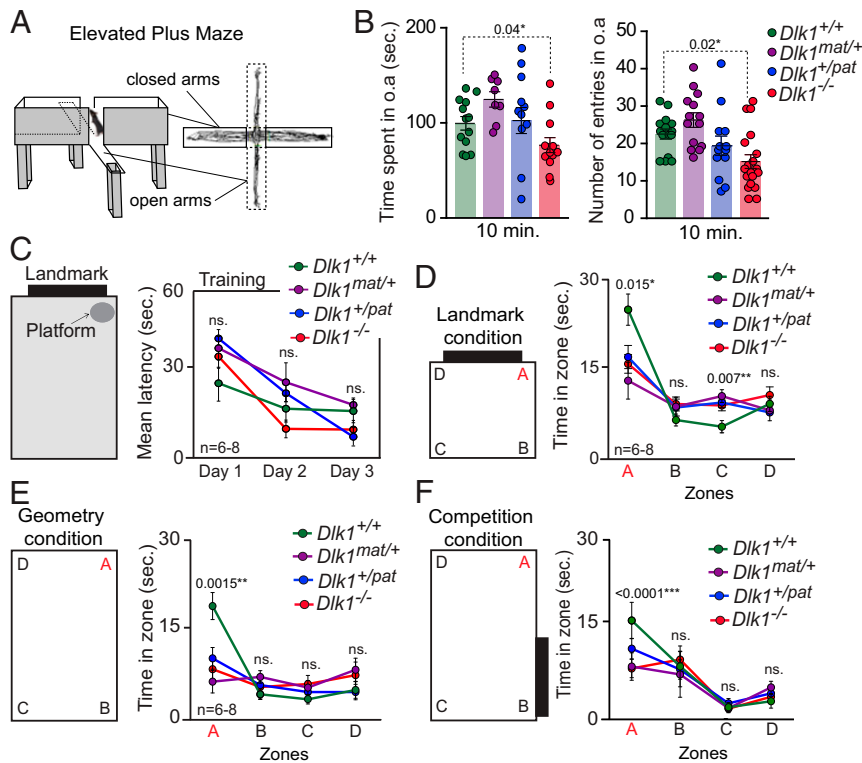 A
Elevated Plus Maze
closed arms
open arms
B
Time spent in o.a (sec.)
200
100
0
0.04*
10 min.
Number of entries in o.a
50
40
30
20
10
0
0.02*
10 min.
Dlk1+/+
Dlk1mat/+
Dlk1+/pat
Dlk1-/-
C
Landmark
Platform
Mean latency (sec.)
60
30
0
Training
Dlk1+/+
Dlk1mat/+
Dlk1+/pat
Dlk1-/-
ns.
ns.
ns.
n=6-8
Day 1 Day 2 Day 3
D
Landmark
condition
D A
C B
Time in zone (sec.)
30
15
0
0.015*
ns.
0.007**
ns.
Dlk1+/+
Dlk1mat/+
Dlk1+/pat
Dlk1-/-
n=6-8
A B C D
Zones
E
Geometry
condition
D A
C B
Time in zone (sec.)
30
15
0
0.0015**
ns.
ns.
ns.
Dlk1+/+
Dlk1mat/+
Dlk1+/pat
Dlk1-/-
n=6-8
A B C D
Zones
F
Competition
condition
D A
C B
Time in zone (sec.)
30
15
0
<0.0001***
ns.
ns.
ns.
Dlk1+/+
Dlk1mat/+
Dlk1+/pat
Dlk1-/-
A B C D
Zones